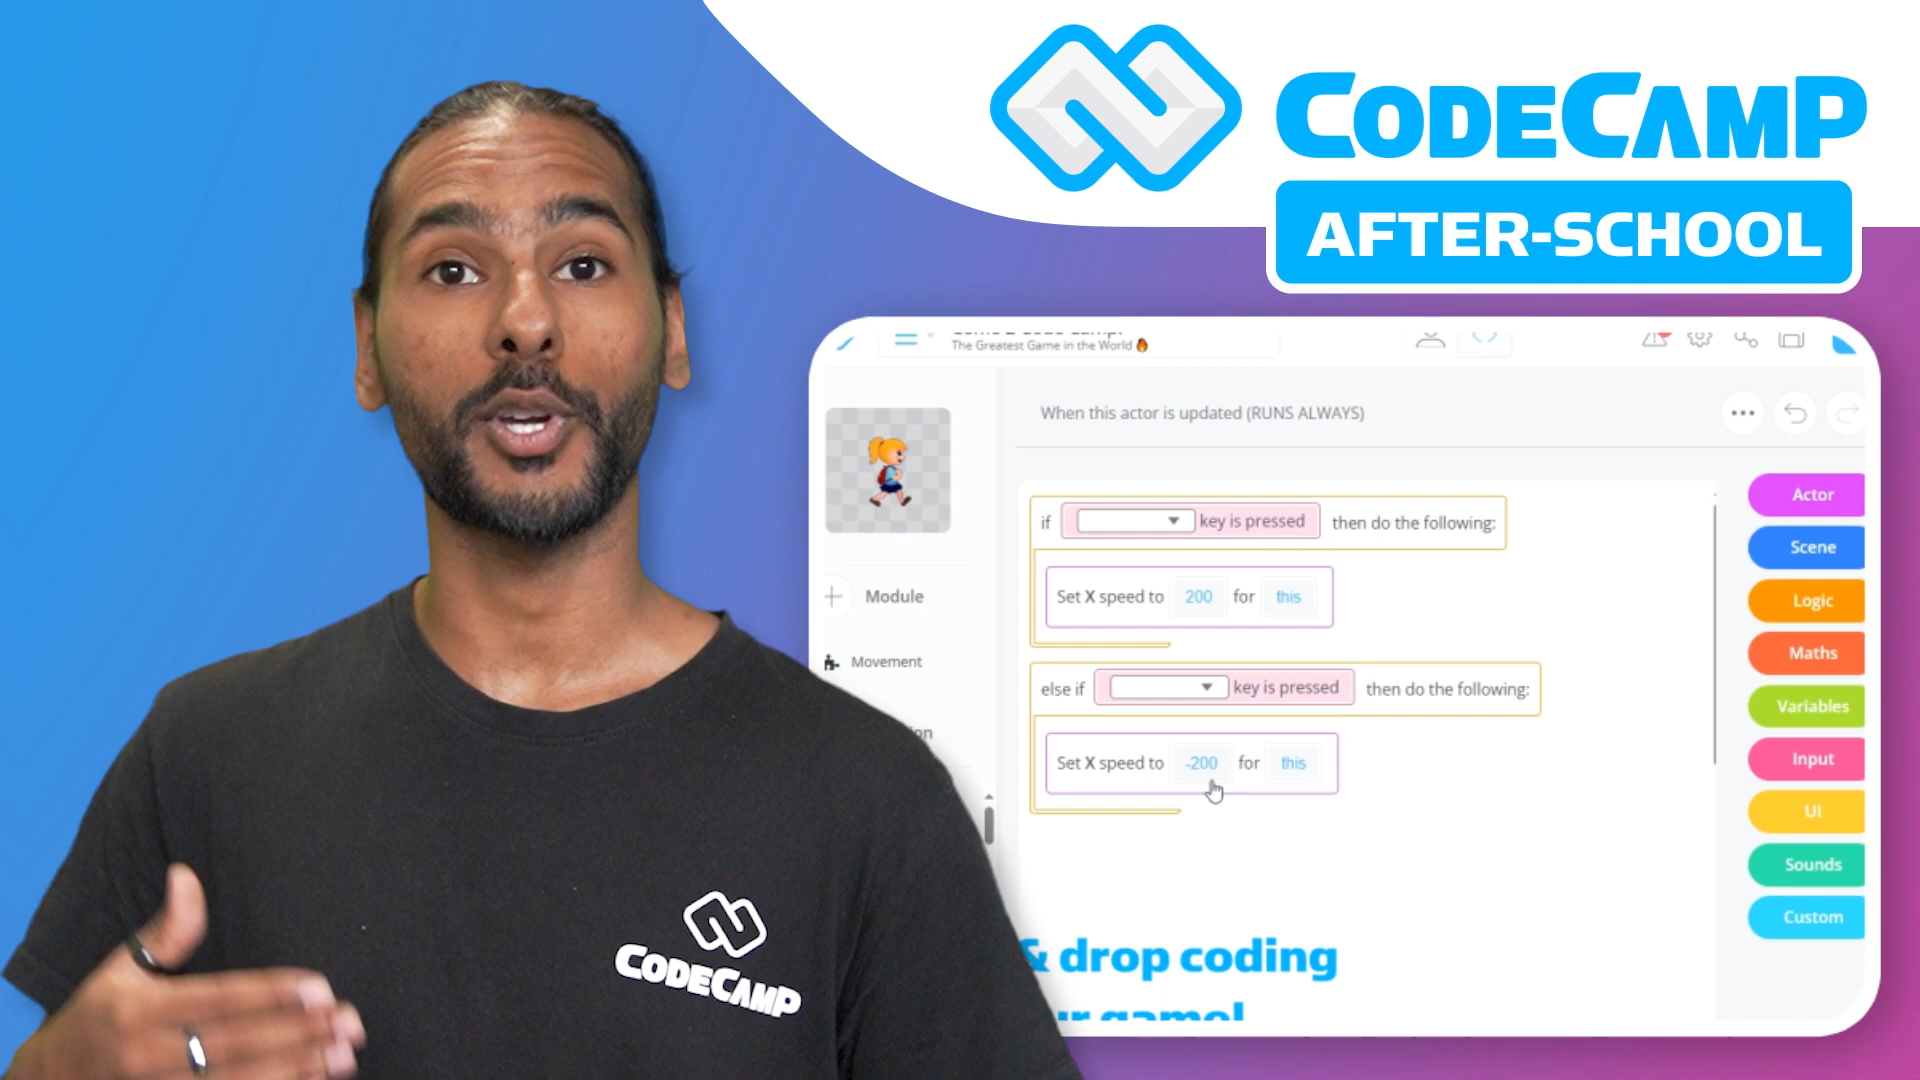 CODECAMP
AFTER-SCHOOL
The Greatest Game in the World 🔥
When this actor is updated (RUNS ALWAYS)
if key is pressed then do the following:
Set X speed to 200 for this
else if key is pressed then do the following:
Set X speed to -200 for this
Module
Movement
Actor
Scene
Logic
Maths
Variables
Input
UI
Sounds
Custom
& drop coding
CODECAMP